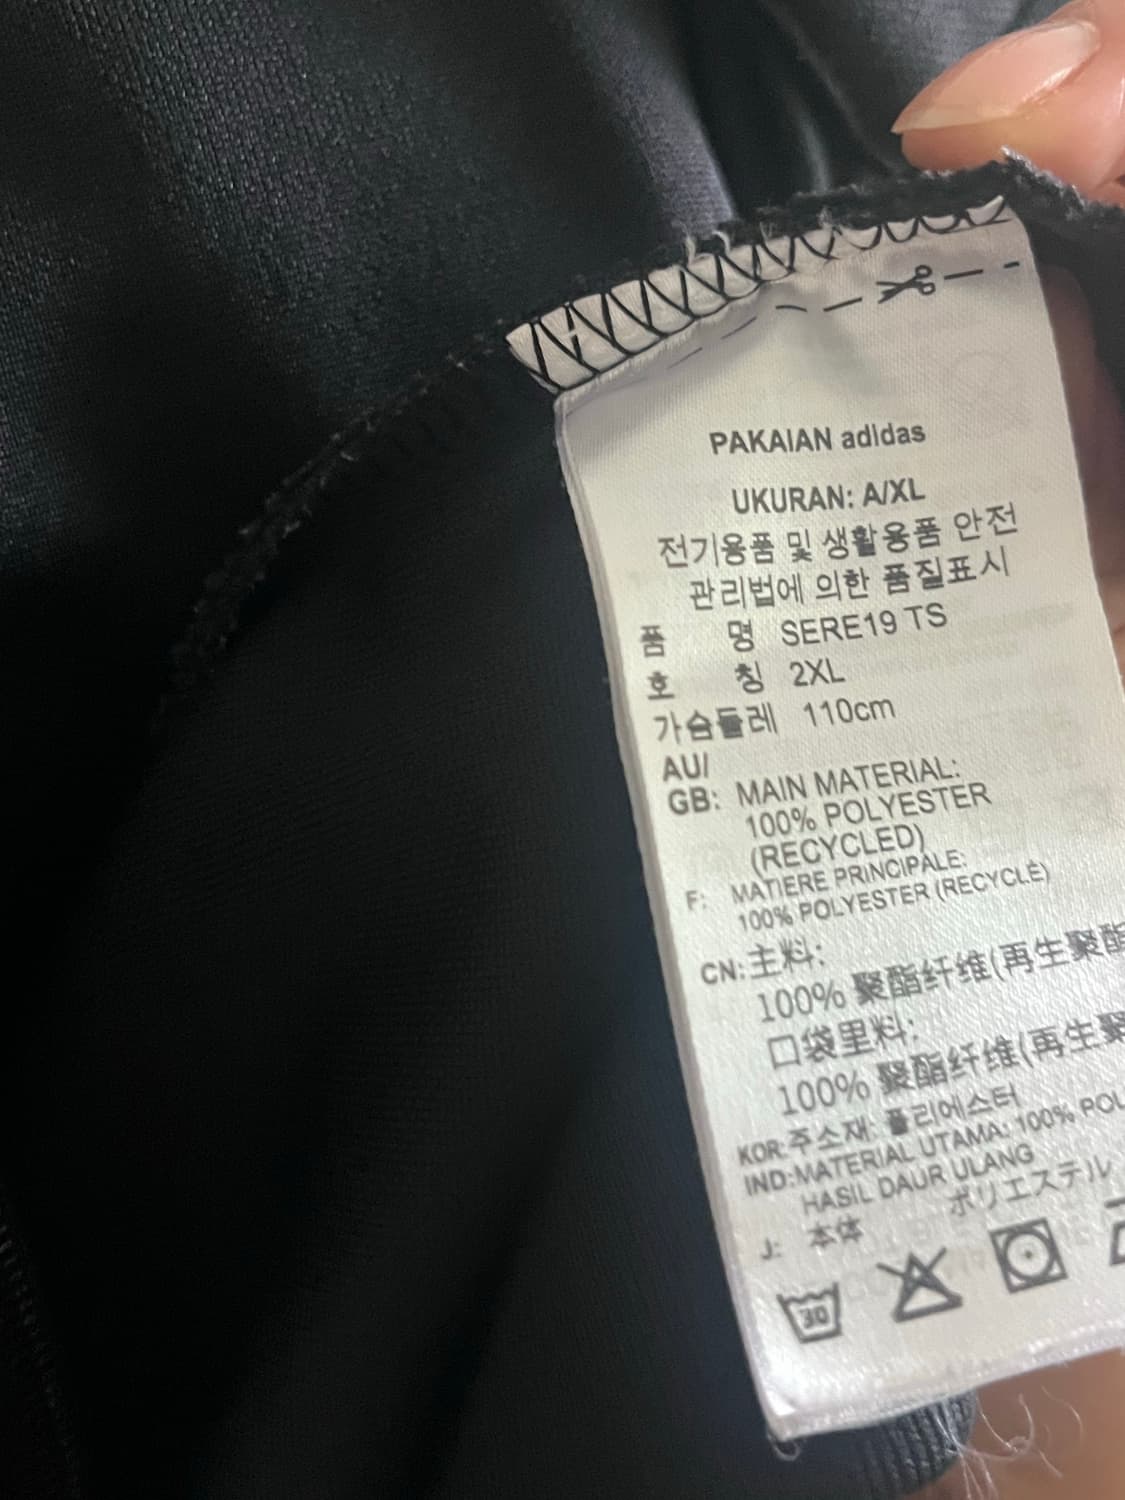 PAKAIAN adidas
UKURAN: A/XL
전기용품 및 생활용품 안전
관리법에 의한 품질표시
품 명 SERE19 TS
호 칭 2XL
가슴둘레 110cm
AU/
GB: MAIN MATERIAL:
100% POLYESTER
(RECYCLED)
F: MATIERE PRINCIPALE:
100% POLYESTER (RECYCLÉ)
CN: 主料:
100% 聚酯纤维(再生聚酯
口袋里料:
100% 聚酯纤维(再生聚
KOR: 주소재: 폴리에스터
IND: MATERIAL UTAMA: 100% POL
HASIL DAUR ULANG
J: 本体 ポリエステル
30